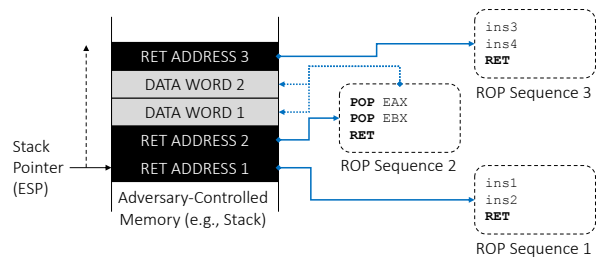 RET ADDRESS 3
DATA WORD 2
DATA WORD 1
RET ADDRESS 2
RET ADDRESS 1
Stack
Pointer
(ESP)
Adversary-Controlled
Memory (e.g., Stack)
ins3
ins4
RET
ROP Sequence 3
POP EAX
POP EBX
RET
ROP Sequence 2
ins1
ins2
RET
ROP Sequence 1